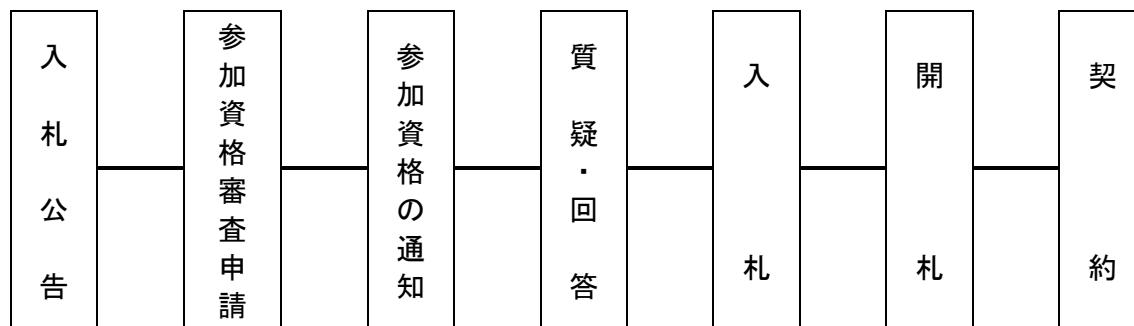 入札公告
参加資格審査申請
参加資格の通知
質疑・回答
入札
開札
契約